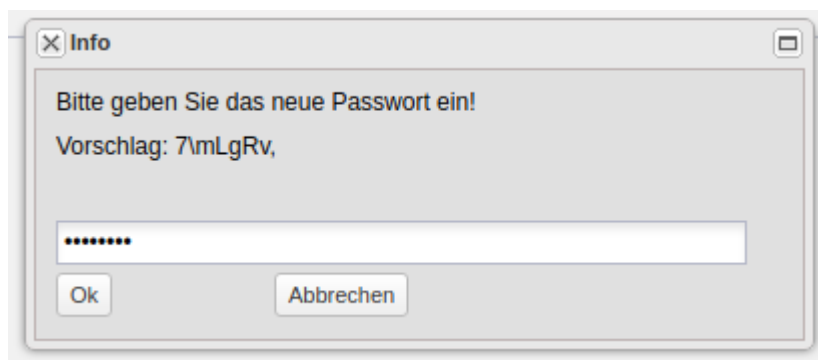 Info
Bitte geben Sie das neue Passwort ein!
Vorschlag: 7\mLgRv,
••••••••
Ok Abbrechen